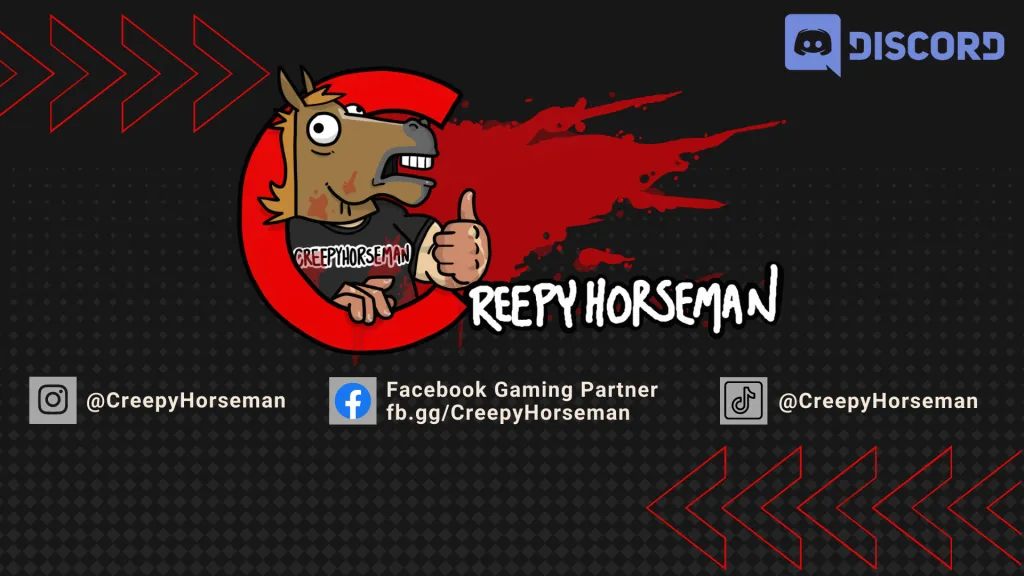 DISCORD
CREEPYHORSEMAN
CREEPY HORSEMAN
@CreepyHorseman
Facebook Gaming Partner
fb.gg/CreepyHorseman
@CreepyHorseman